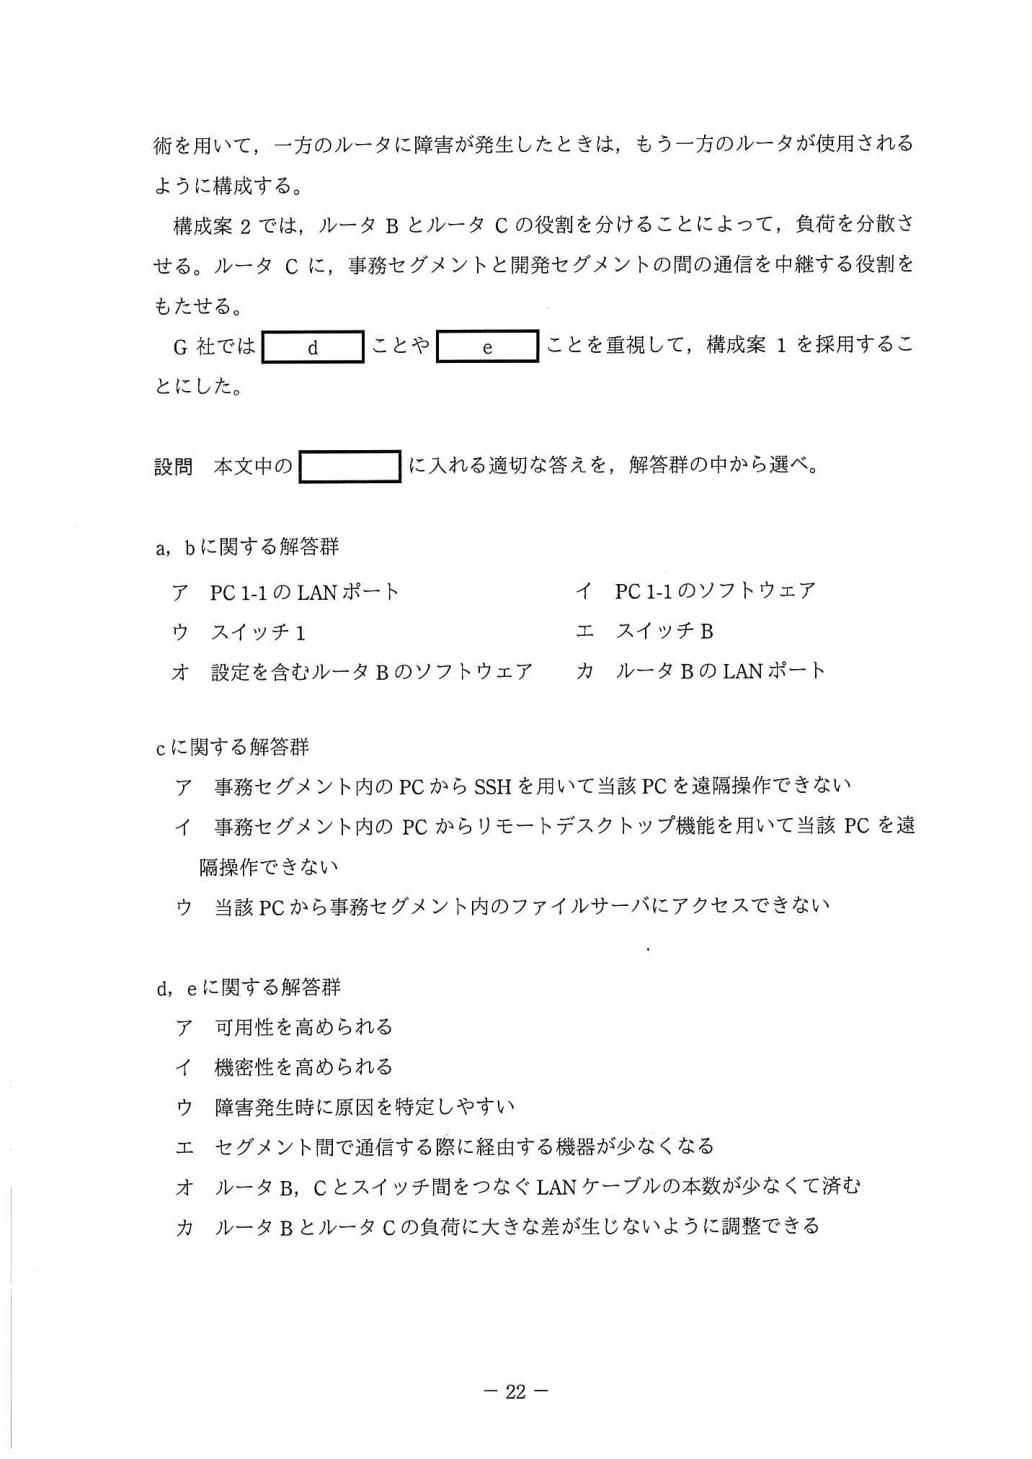 術を用いて，一方のルータに障害が発生したときは，もう一方のルータが使用される
ように構成する。
構成案 2 では，ルータ B とルータ C の役割を分けることによって，負荷を分散さ
せる。ルータ C に，事務セグメントと開発セグメントの間の通信を中継する役割を
もたせる。
G 社では d ことや e ことを重視して，構成案 1 を採用するこ
とにした。
設問　本文中の に入れる適切な答えを，解答群の中から選べ。
a，b に関する解答群
ア　PC 1-1 の LAN ポート　イ　PC 1-1 のソフトウェア
ウ　スイッチ 1　エ　スイッチ B
オ　設定を含むルータ B のソフトウェア　カ　ルータ B の LAN ポート
c に関する解答群
ア　事務セグメント内の PC から SSH を用いて当該 PC を遠隔操作できない
イ　事務セグメント内の PC からリモートデスクトップ機能を用いて当該 PC を遠
隔操作できない
ウ　当該 PC から事務セグメント内のファイルサーバにアクセスできない
d，e に関する解答群
ア　可用性を高められる
イ　機密性を高められる
ウ　障害発生時に原因を特定しやすい
エ　セグメント間で通信する際に経由する機器が少なくなる
オ　ルータ B，C とスイッチ間をつなぐ LAN ケーブルの本数が少なくて済む
カ　ルータ B とルータ C の負荷に大きな差が生じないように調整できる
－ 22 －